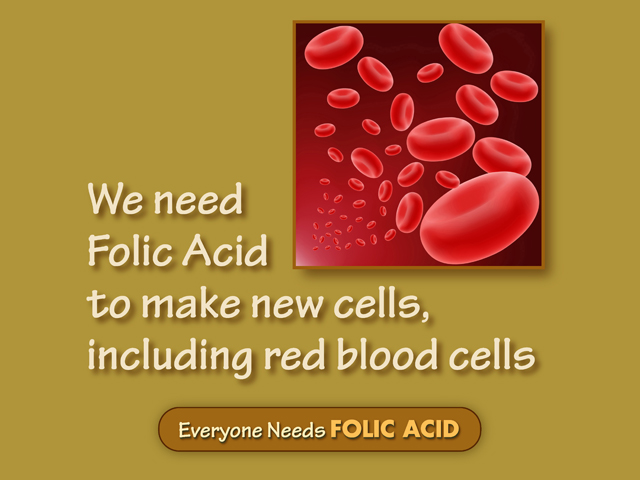 We need
Folic Acid
to make new cells,
including red blood cells
Everyone Needs FOLIC ACID